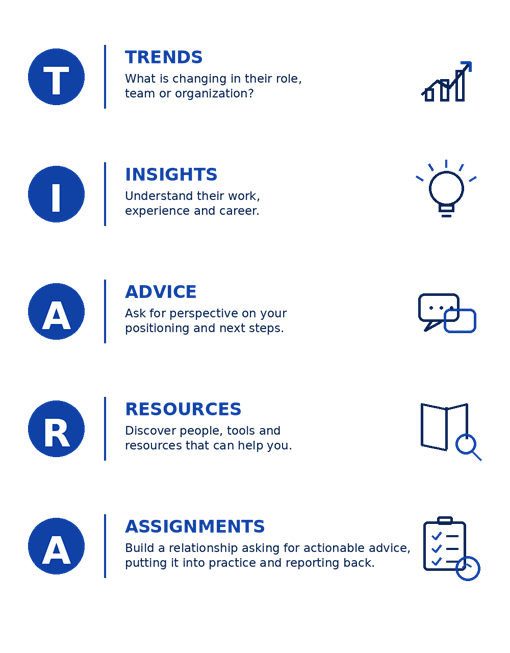 T
TRENDS
What is changing in their role,
team or organization?
I
INSIGHTS
Understand their work,
experience and career.
A
ADVICE
Ask for perspective on your
positioning and next steps.
R
RESOURCES
Discover people, tools and
resources that can help you.
A
ASSIGNMENTS
Build a relationship asking for actionable advice,
putting it into practice and reporting back.